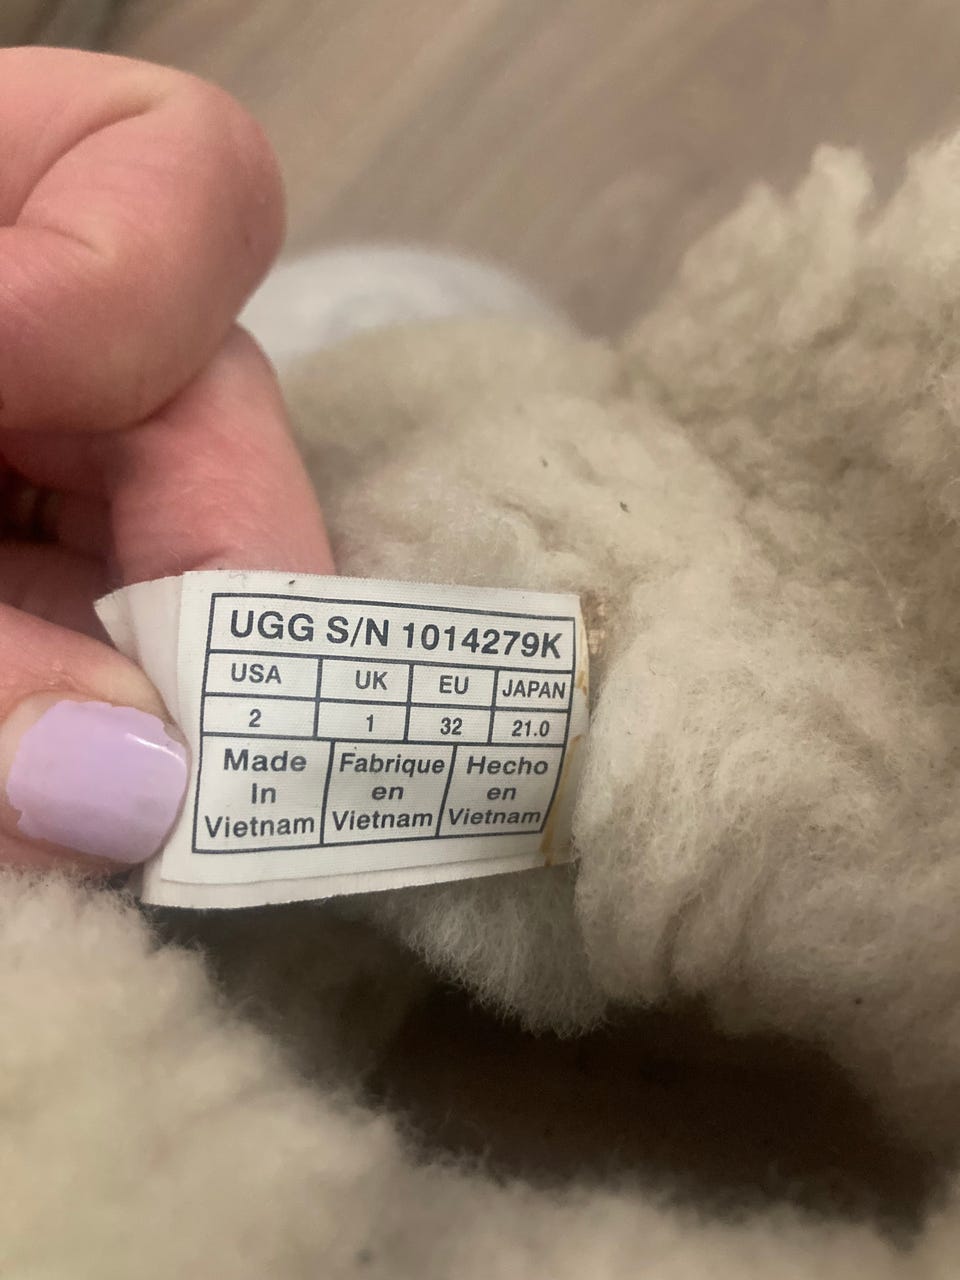 UGG S/N 1014279K
USA UK EU JAPAN
2 1 32 21.0
Made Fabrique Hecho
In en en
Vietnam Vietnam Vietnam